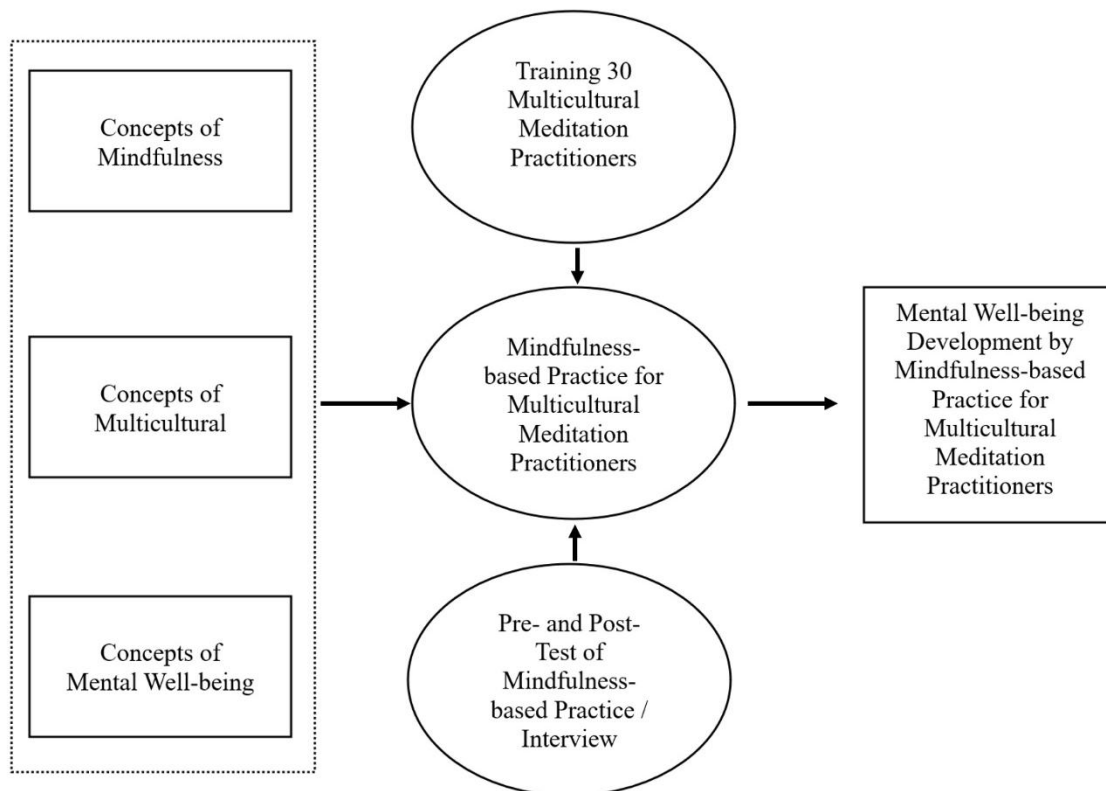 Concepts of
Mindfulness
Concepts of
Multicultural
Concepts of
Mental Well-being
Training 30
Multicultural
Meditation
Practitioners
Mindfulness-
based Practice for
Multicultural
Meditation
Practitioners
Pre- and Post-
Test of
Mindfulness-
based Practice /
Interview
Mental Well-being
Development by
Mindfulness-based
Practice for
Multicultural
Meditation
Practitioners